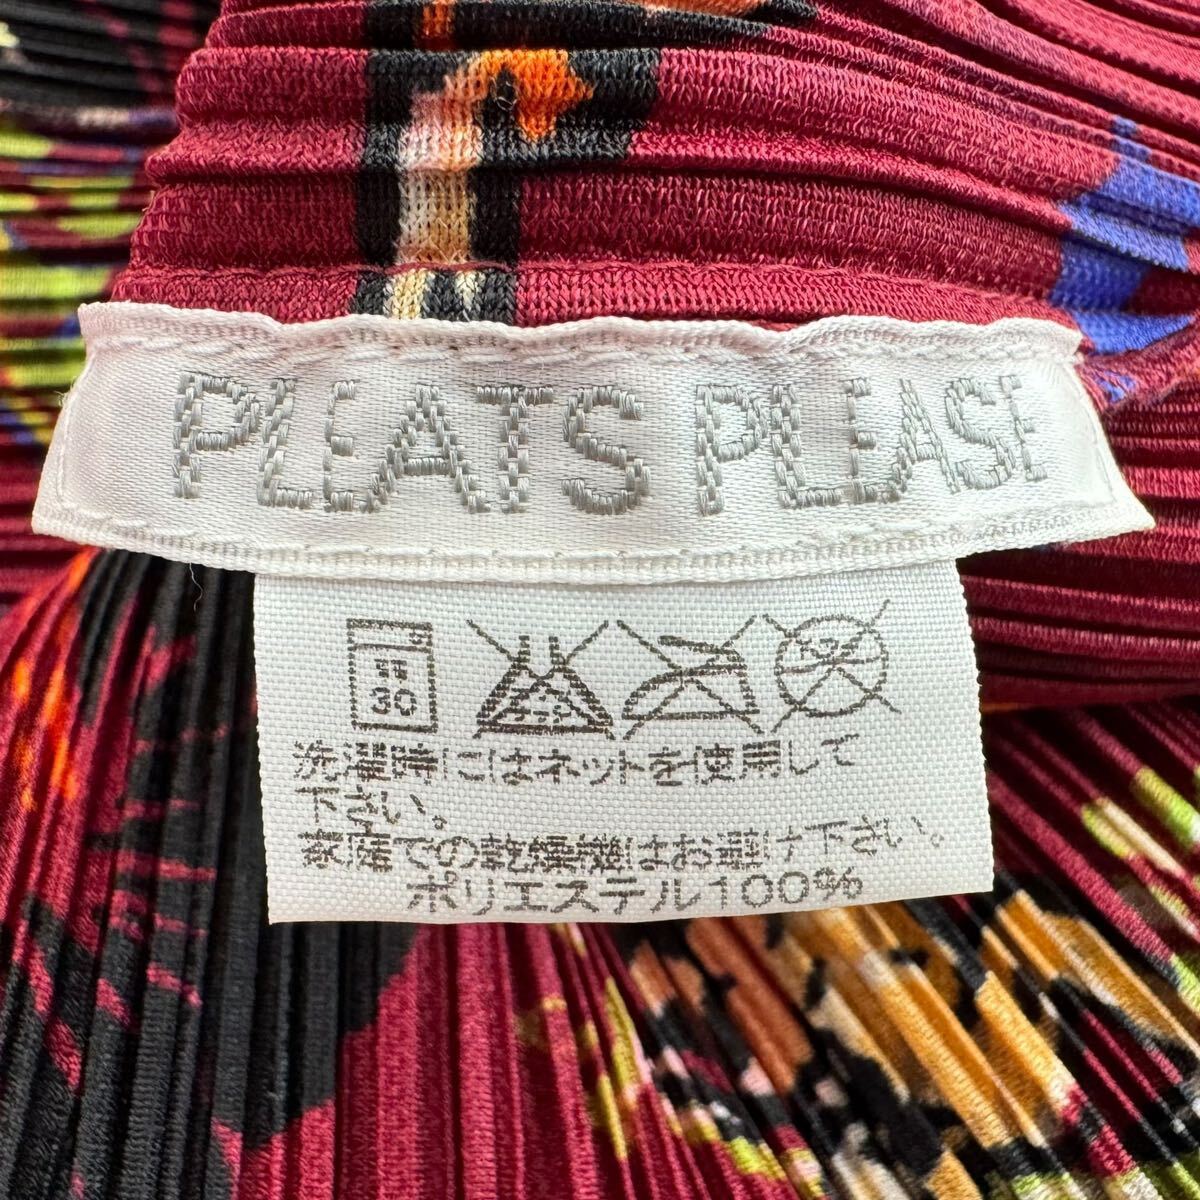 PLEATS PLEASE
弱
30
洗濯時にはネットを使用して
下さい。
家庭での乾燥機はお避け下さい。
ポリエステル100%